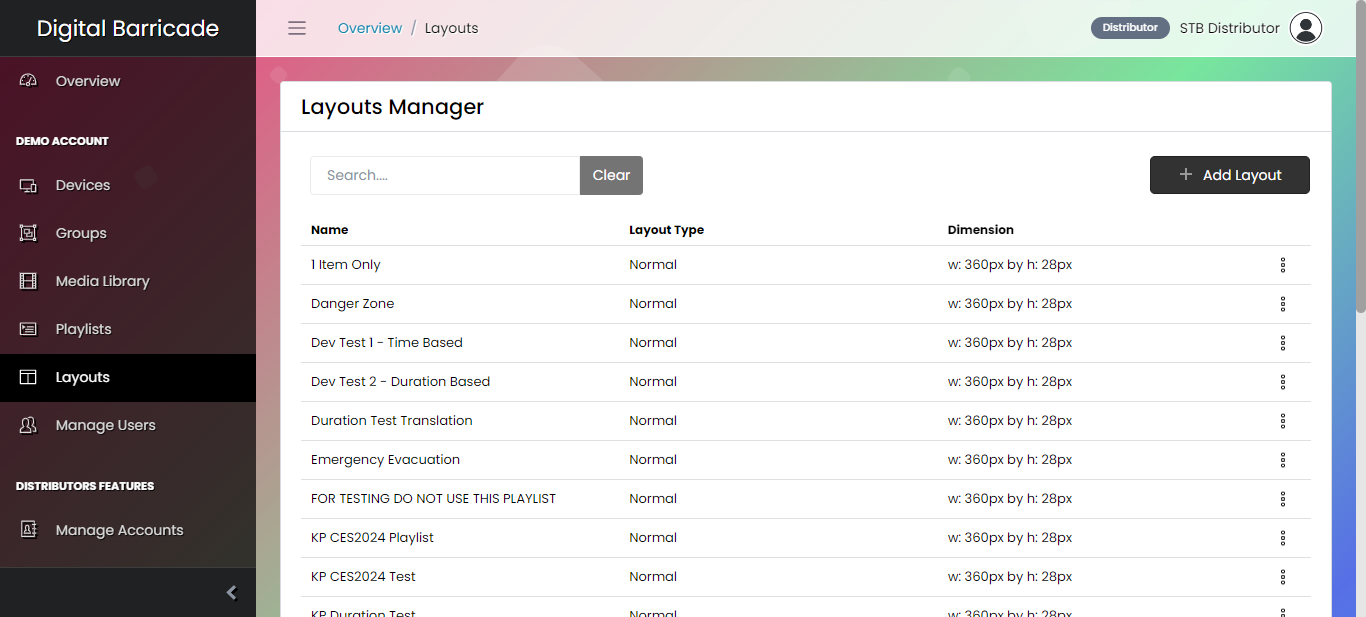 Digital Barricade
Overview / Layouts
Distributor STB Distributor
Overview
DEMO ACCOUNT
Devices
Groups
Media Library
Playlists
Layouts
Manage Users
DISTRIBUTORS FEATURES
Manage Accounts
Layouts Manager
Search.... Clear
Add Layout
Name Layout Type Dimension
1 Item Only Normal w: 360px by h: 28px
Danger Zone Normal w: 360px by h: 28px
Dev Test 1 - Time Based Normal w: 360px by h: 28px
Dev Test 2 - Duration Based Normal w: 360px by h: 28px
Duration Test Translation Normal w: 360px by h: 28px
Emergency Evacuation Normal w: 360px by h: 28px
FOR TESTING DO NOT USE THIS PLAYLIST Normal w: 360px by h: 28px
KP CES2024 Playlist Normal w: 360px by h: 28px
KP CES2024 Test Normal w: 360px by h: 28px
KP Duration Test Normal w: 360px by h: 28px